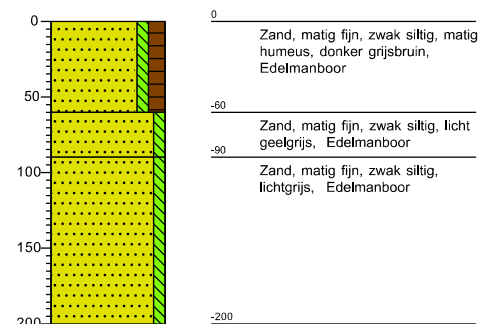 0
0
Zand, matig fijn, zwak siltig, matig
humeus, donker grijsbruin,
Edelmanboor
50
-60
Zand, matig fijn, zwak siltig, licht
geelgrijs, Edelmanboor
-90
Zand, matig fijn, zwak siltig,
lichtgrijs, Edelmanboor
100
150
200
-200